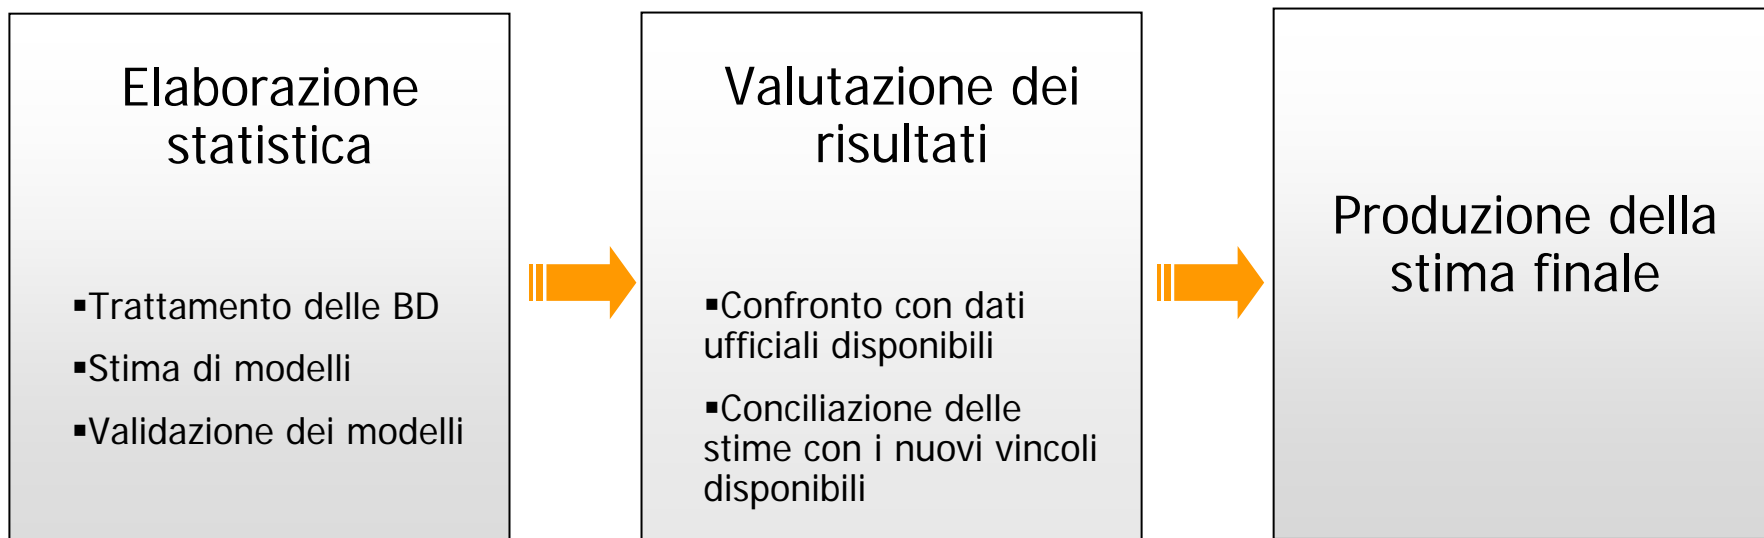 Elaborazione
statistica
▪Trattamento delle BD
▪Stima di modelli
▪Validazione dei modelli
Valutazione dei
risultati
▪Confronto con dati
ufficiali disponibili
▪Conciliazione delle
stime con i nuovi vincoli
disponibili
Produzione della
stima finale